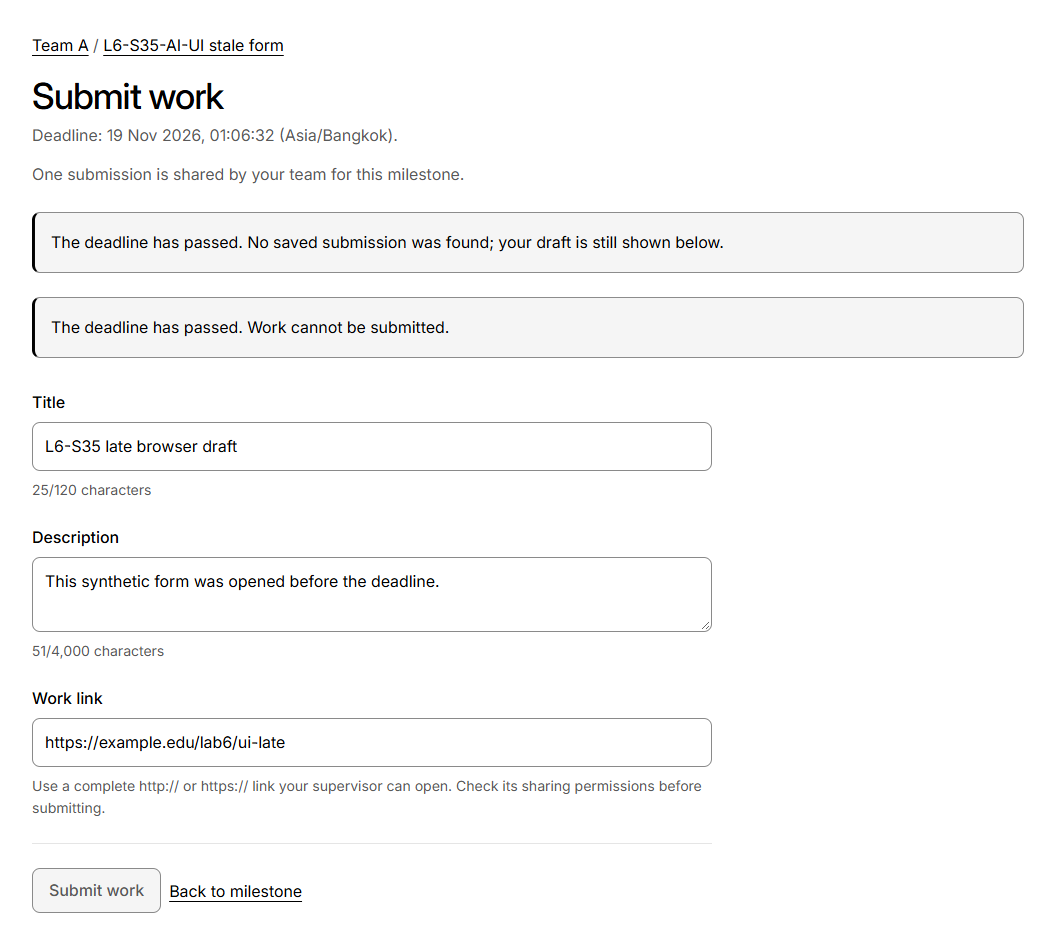 Team A / L6-S35-AI-UI stale form
Submit work
Deadline: 19 Nov 2026, 01:06:32 (Asia/Bangkok).
One submission is shared by your team for this milestone.
The deadline has passed. No saved submission was found; your draft is still shown below.
The deadline has passed. Work cannot be submitted.
Title
L6-S35 late browser draft
25/120 characters
Description
This synthetic form was opened before the deadline.
51/4,000 characters
Work link
https://example.edu/lab6/ui-late
Use a complete http:// or https:// link your supervisor can open. Check its sharing permissions before
submitting.
Submit work Back to milestone